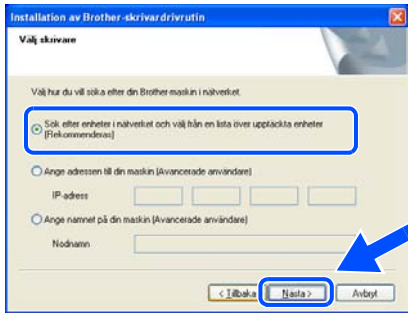 Installation av Brother-skrivardrivrutin
Välj skrivare
Välj hur du vill söka efter din Brother-maskin i nätverket.
Sök efter enheter i nätverket och välj från en lista över upptäckta enheter
(Rekommenderas)
Ange adressen till din maskin (Avancerade användare)
IP-adress
Ange namnet på din maskin (Avancerade användare)
Nodnamn
< Tillbaka Nästa > Avbryt